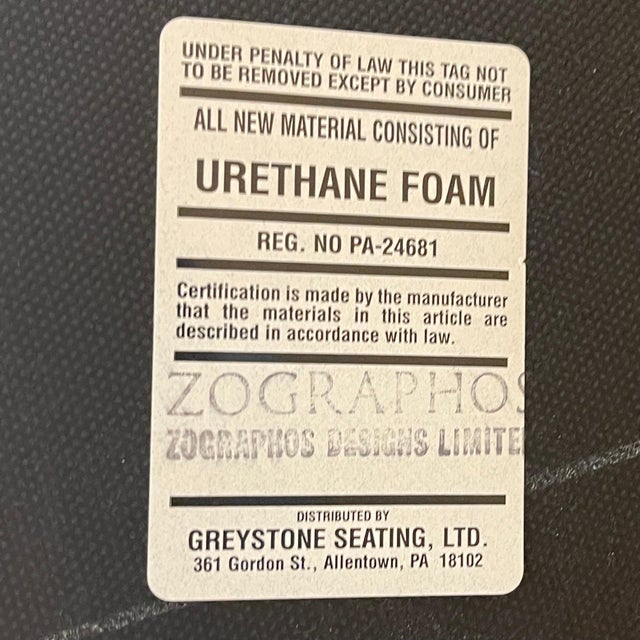 UNDER PENALTY OF LAW THIS TAG NOT
TO BE REMOVED EXCEPT BY CONSUMER
ALL NEW MATERIAL CONSISTING OF
URETHANE FOAM
REG. NO PA-24681
Certification is made by the manufacturer
that the materials in this article are
described in accordance with law.
ZOGRAPHOS
ZOGRAPHOS DESIGNS LIMITE
DISTRIBUTED BY
GREYSTONE SEATING, LTD.
361 Gordon St., Allentown, PA 18102